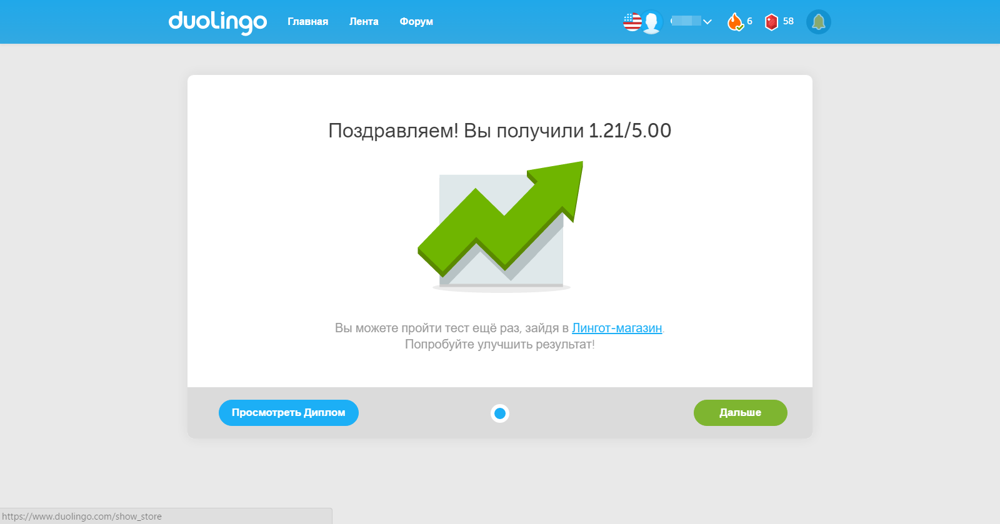 duolingo
Главная Лента Форум
6 58
Поздравляем! Вы получили 1.21/5.00
Вы можете пройти тест ещё раз, зайдя в Лингот-магазин.
Попробуйте улучшить результат!
Просмотреть Диплом
Дальше
https://www.duolingo.com/show_store